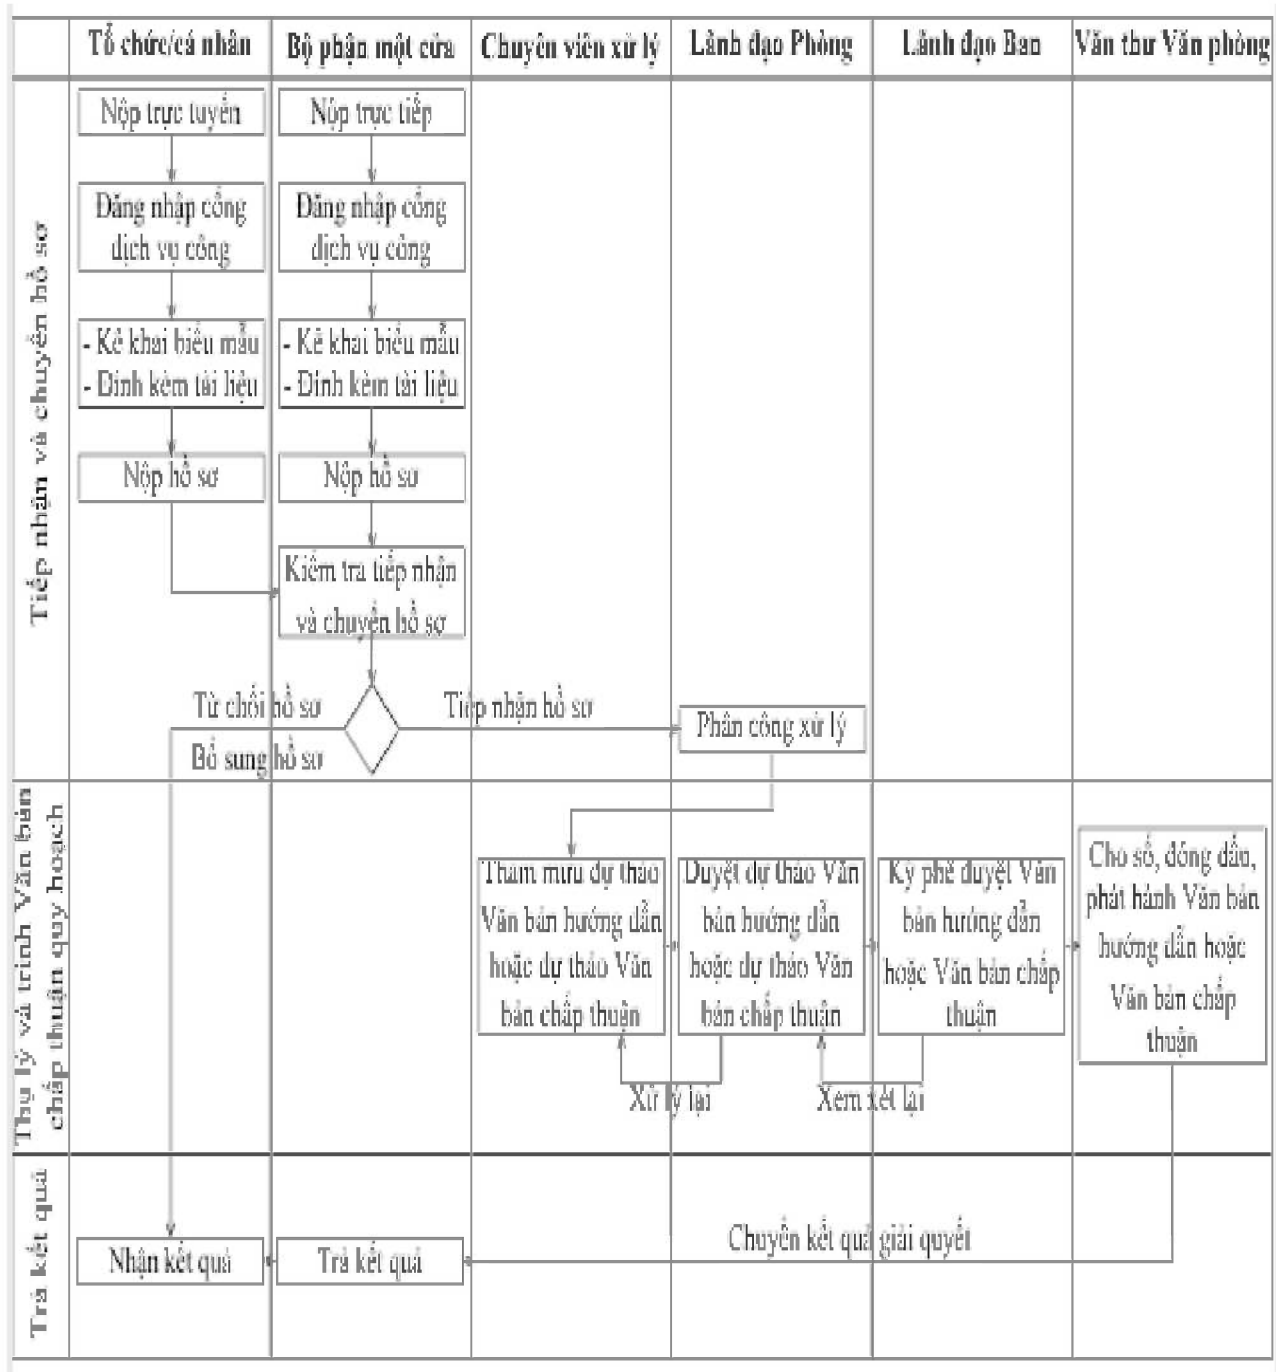 Tổ chức/cá nhân
Bộ phận một cửa
Chuyên viên xử lý
Lãnh đạo Phòng
Lãnh đạo Ban
Văn thư Văn phòng
Tiếp nhận và chuyển hồ sơ
Nộp trực tuyến
Nộp trực tiếp
Đăng nhập cổng
dịch vụ công
Đăng nhập cổng
dịch vụ công
- Kê khai biểu mẫu
- Đính kèm tài liệu
- Kê khai biểu mẫu
- Đính kèm tài liệu
Nộp hồ sơ
Nộp hồ sơ
Kiểm tra tiếp nhận
và chuyển hồ sơ
Từ chối hồ sơ
Bổ sung hồ sơ
Tiếp nhận hồ sơ
Phân công xử lý
Thụ lý và trình Văn bản
chấp thuận quy hoạch
Tham mưu dự thảo
Văn bản hướng dẫn
hoặc dự thảo Văn
bản chấp thuận
Duyệt dự thảo Văn
bản hướng dẫn
hoặc dự thảo Văn
bản chấp thuận
Ký phê duyệt Văn
bản hướng dẫn
hoặc Văn bản chấp
thuận
Cho số, đóng dấu,
phát hành Văn bản
hướng dẫn hoặc
Văn bản chấp
thuận
Xử lý lại
Xem xét lại
Trả kết quả
Chuyển kết quả giải quyết
Nhận kết quả
Trả kết quả